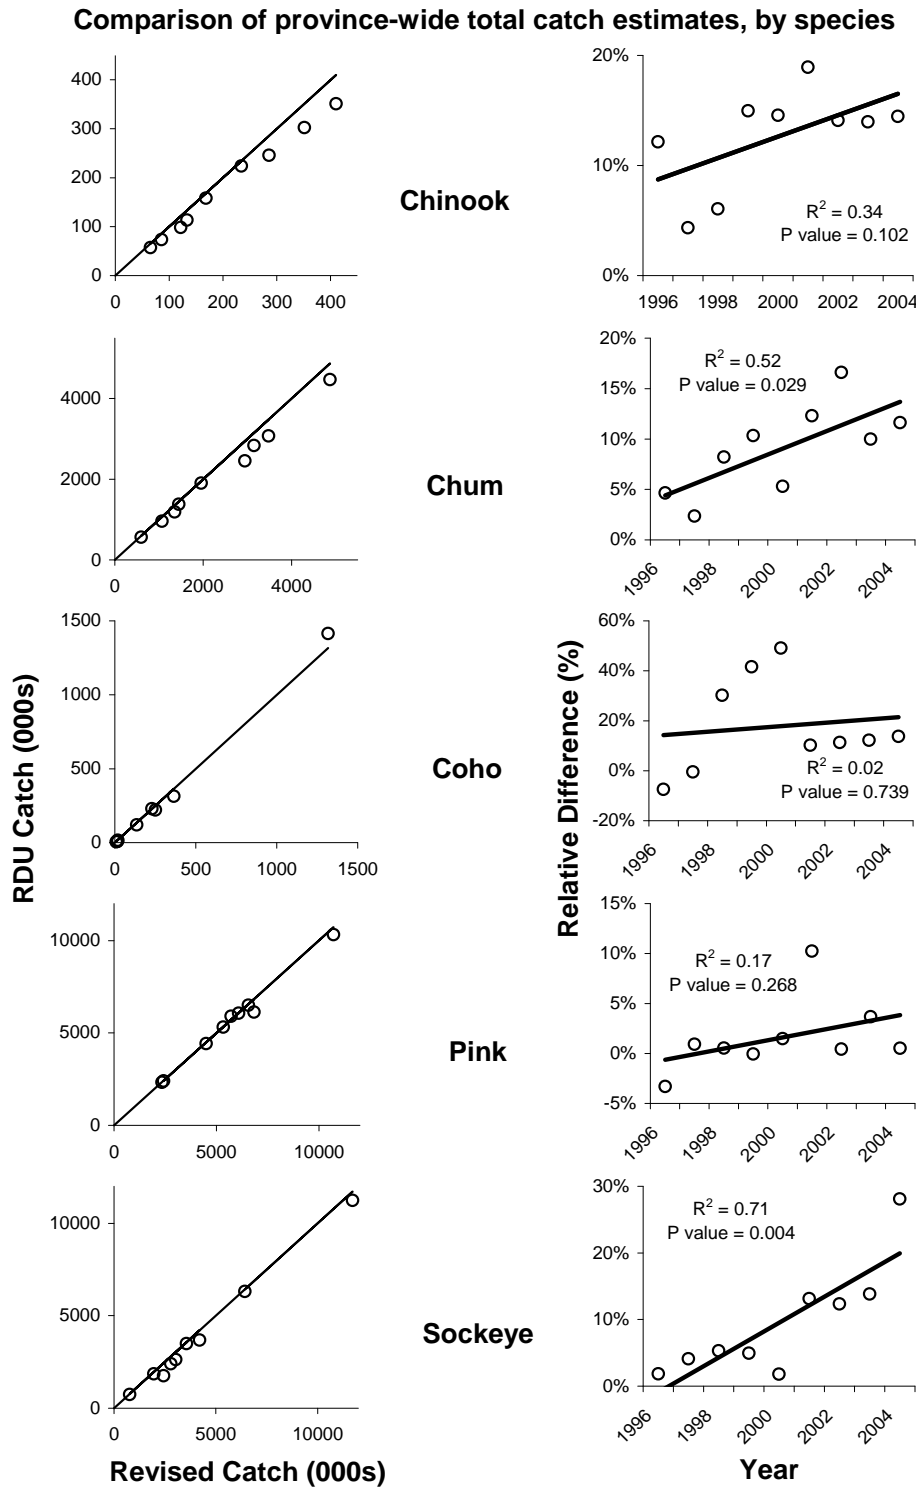 Comparison of province-wide total catch estimates, by species
400
300
200
100
0
0 100 200 300 400
Chinook
20%
10%
0%
R² = 0.34
P value = 0.102
1996 1998 2000 2002 2004
4000
2000
0
0 2000 4000
Chum
20%
15%
10%
5%
0%
R² = 0.52
P value = 0.029
1996 1998 2000 2002 2004
RDU Catch (000s)
1500
1000
500
0
0 500 1000 1500
Coho
Relative Difference (%)
60%
40%
20%
0%
-20%
R² = 0.02
P value = 0.739
1996 1998 2000 2002 2004
10000
5000
0
0 5000 10000
Pink
15%
10%
5%
0%
-5%
R² = 0.17
P value = 0.268
1996 1998 2000 2002 2004
10000
5000
0
0 5000 10000
Sockeye
30%
20%
10%
0%
R² = 0.71
P value = 0.004
1996 1998 2000 2002 2004
Revised Catch (000s)
Year